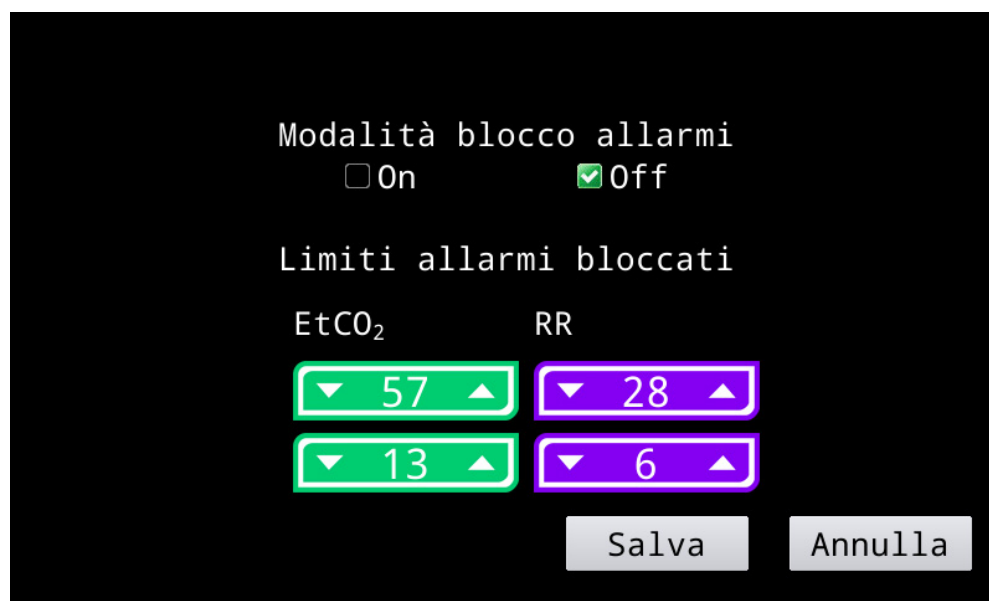 Modalità blocco allarmi
On Off
Limiti allarmi bloccati
EtCO₂ RR
57 28
13 6
Salva Annulla